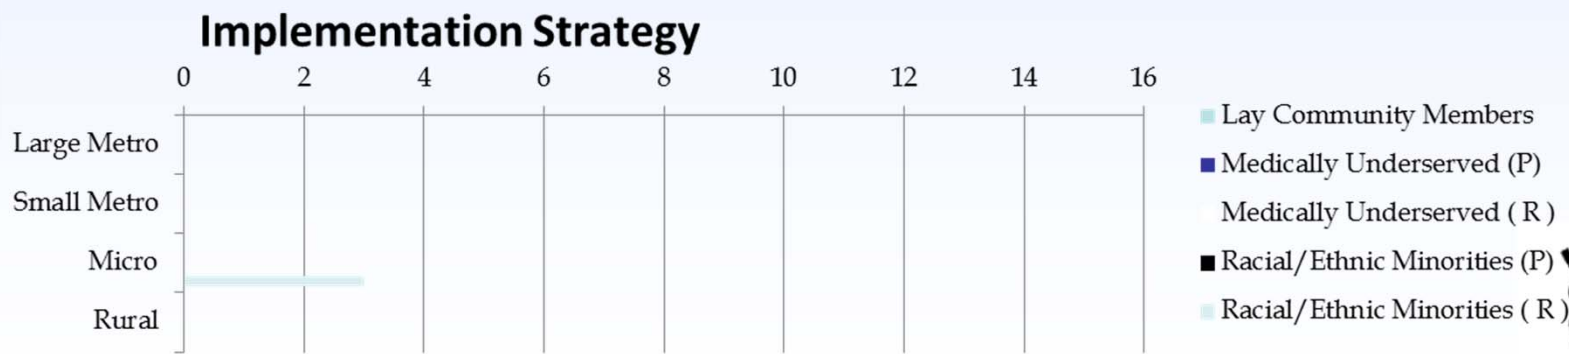 Implementation Strategy
0 2 4 6 8 10 12 14 16
Large Metro
Small Metro
Micro
Rural
Lay Community Members
Medically Underserved (P)
Medically Underserved ( R )
Racial/Ethnic Minorities (P)
Racial/Ethnic Minorities ( R )